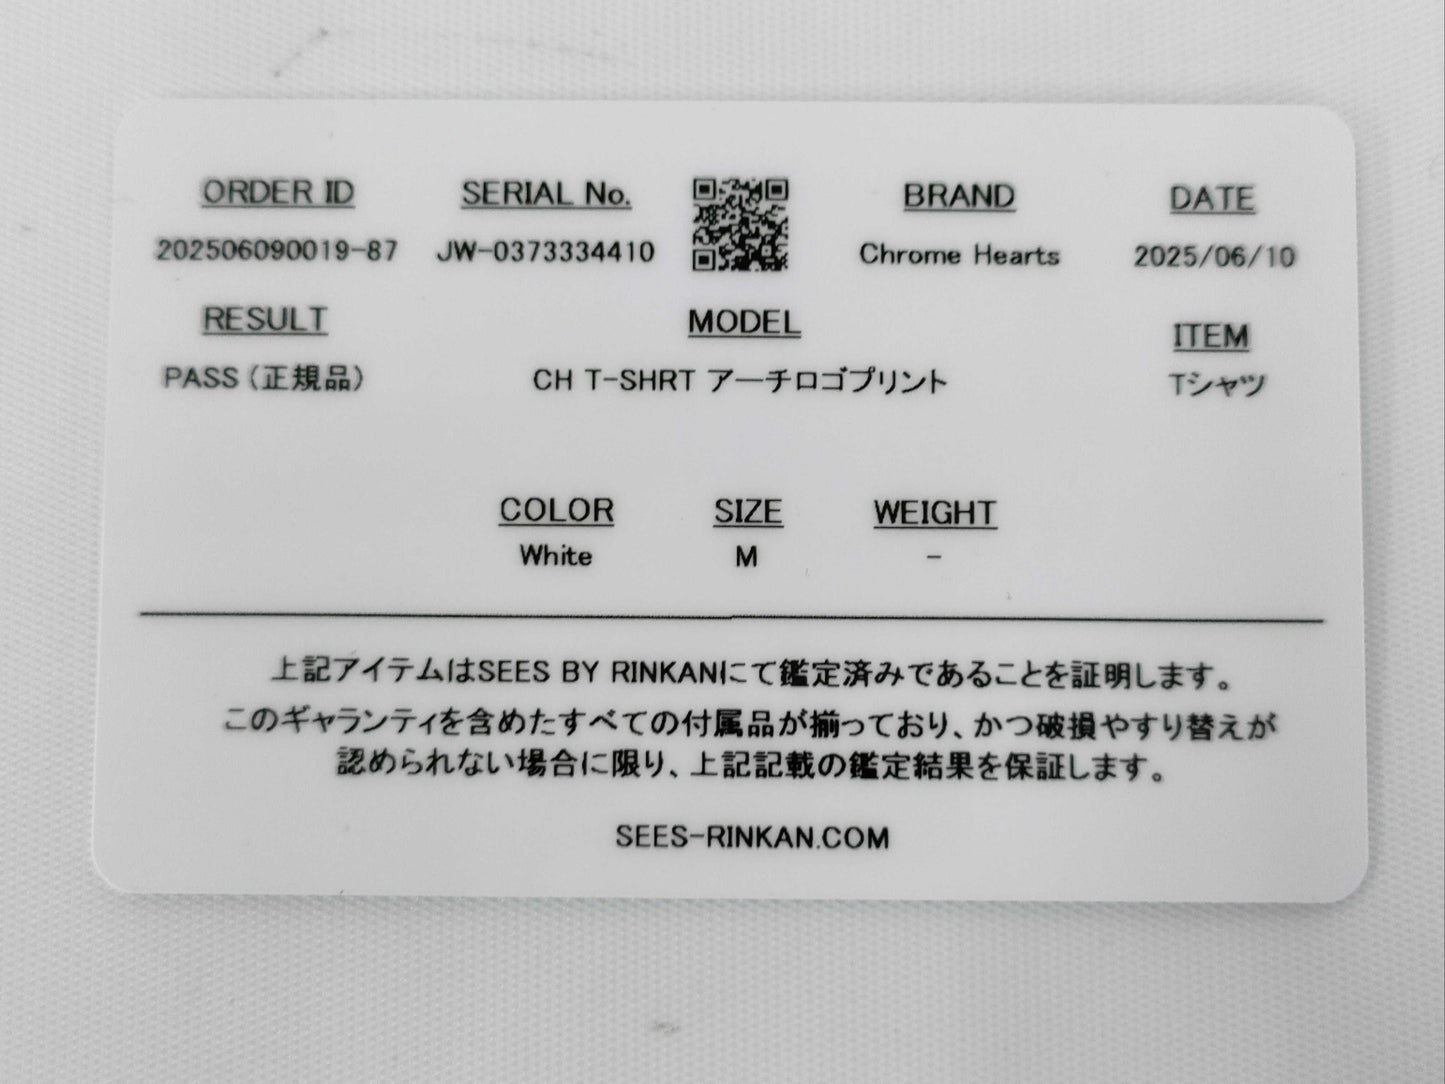 ORDER ID SERIAL No. BRAND DATE
202506090019-87 JW-0373334410 Chrome Hearts 2025/06/10
RESULT MODEL ITEM
PASS（正規品） CH T-SHRT アーチロゴプリント Tシャツ
COLOR SIZE WEIGHT
White M -
上記アイテムはSEES BY RINKANにて鑑定済みであることを証明します。
このギャランティを含めたすべての付属品が揃っており、かつ破損やすり替えが
認められない場合に限り、上記記載の鑑定結果を保証します。
SEES-RINKAN.COM